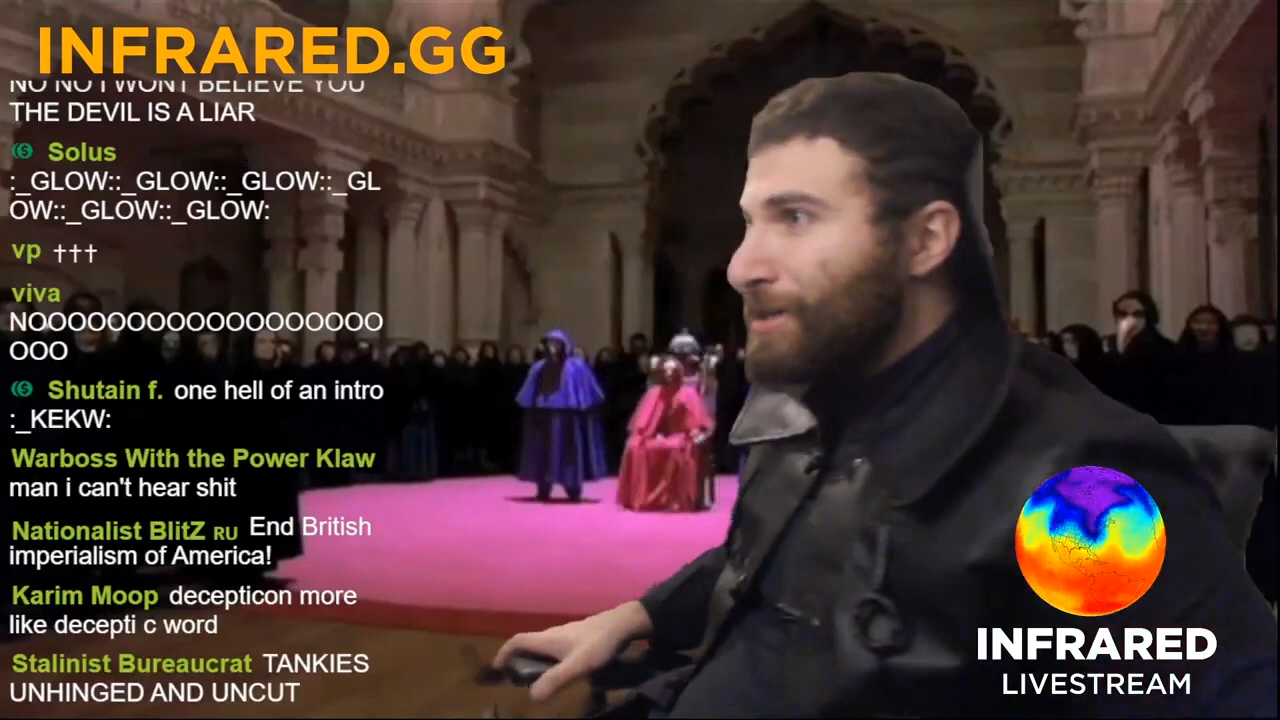 INFRARED.GG
NO NO I WONT BELIEVE YOU
THE DEVIL IS A LIAR
Solus
:_GLOW::_GLOW::_GLOW::_GL
OW::_GLOW::_GLOW:
vp †††
viva
NOOOOOOOOOOOOOOOOOOO
OOO
Shutain f. one hell of an intro
:_KEKW:
Warboss With the Power Klaw
man i can't hear shit
Nationalist BlitZ RU End British
imperialism of America!
Karim Moop decepticon more
like decepti c word
Stalinist Bureaucrat TANKIES
UNHINGED AND UNCUT
INFRARED
LIVESTREAM